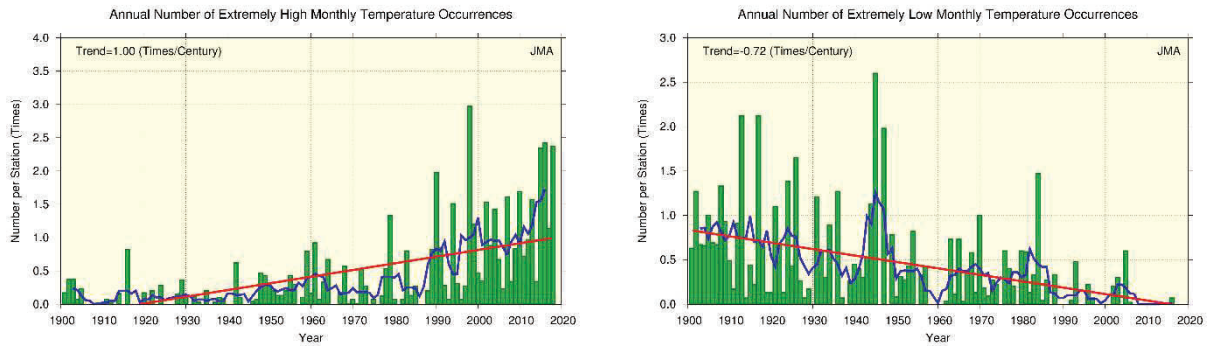 Annual Number of Extremely High Monthly Temperature Occurrences
4.0
Trend=1.00 (Times/Century)
JMA
3.5
3.0
2.5
2.0
1.5
1.0
0.5
0.0
Number per Station (Times)
1900 1910 1920 1930 1940 1950 1960 1970 1980 1990 2000 2010 2020
Year
Annual Number of Extremely Low Monthly Temperature Occurrences
3.0
Trend=-0.72 (Times/Century)
JMA
2.5
2.0
1.5
1.0
0.5
0.0
Number per Station (Times)
1900 1910 1920 1930 1940 1950 1960 1970 1980 1990 2000 2010 2020
Year